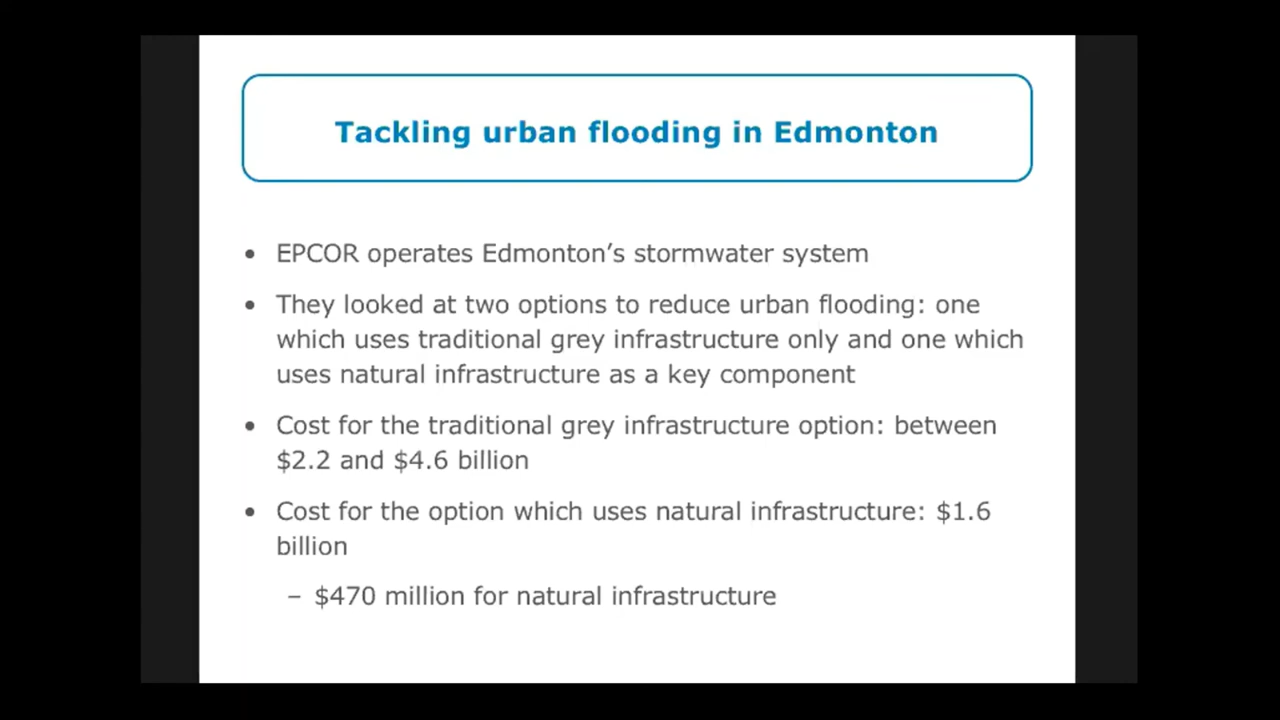 Tackling urban flooding in Edmonton
• EPCOR operates Edmonton’s stormwater system
• They looked at two options to reduce urban flooding: one
which uses traditional grey infrastructure only and one which
uses natural infrastructure as a key component
• Cost for the traditional grey infrastructure option: between
$2.2 and $4.6 billion
• Cost for the option which uses natural infrastructure: $1.6
billion
– $470 million for natural infrastructure